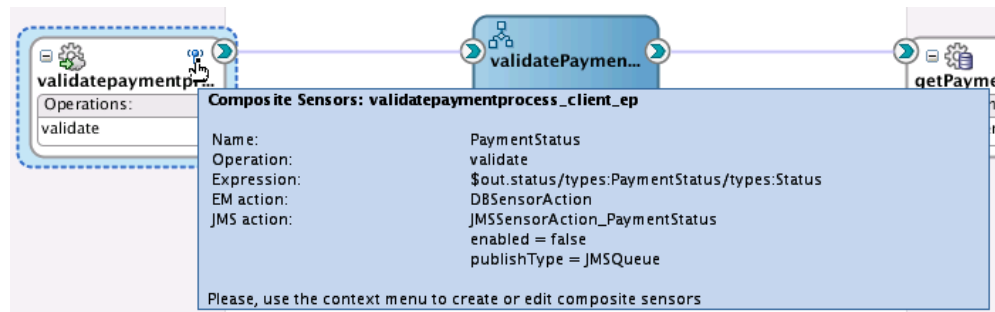 validatepaymentpr...
Operations:
validate
validatePaymen...
getPayme
Composite Sensors: validatepaymentprocess_client_ep
Name: PaymentStatus
Operation: validate
Expression: $out.status/types:PaymentStatus/types:Status
EM action: DBSensorAction
JMS action: JMSSensorAction_PaymentStatus
enabled = false
publishType = JMSQueue
Please, use the context menu to create or edit composite sensors